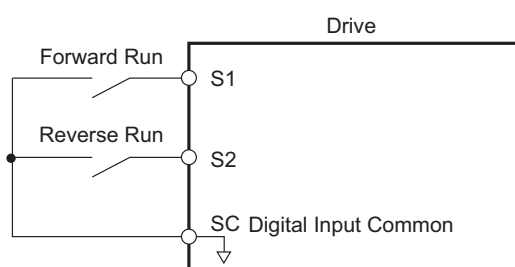 Drive
Forward Run
S1
Reverse Run
S2
SC Digital Input Common